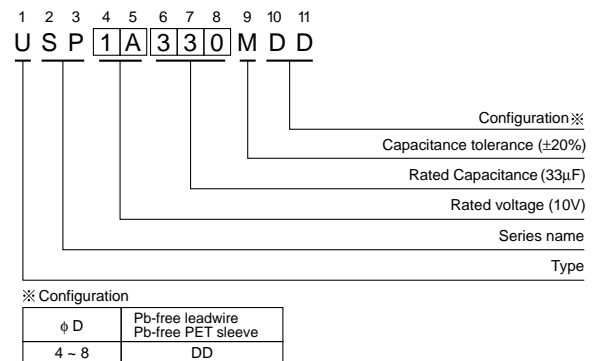 1 2 3 4 5 6 7 8 9 10 11
U S P 1 A 3 3 0 M D D
Configuration※
Capacitance tolerance (±20%)
Rated Capacitance (33μF)
Rated voltage (10V)
Series name
Type
※ Configuration
ϕ D
Pb-free leadwire
Pb-free PET sleeve
4 ~ 8
DD